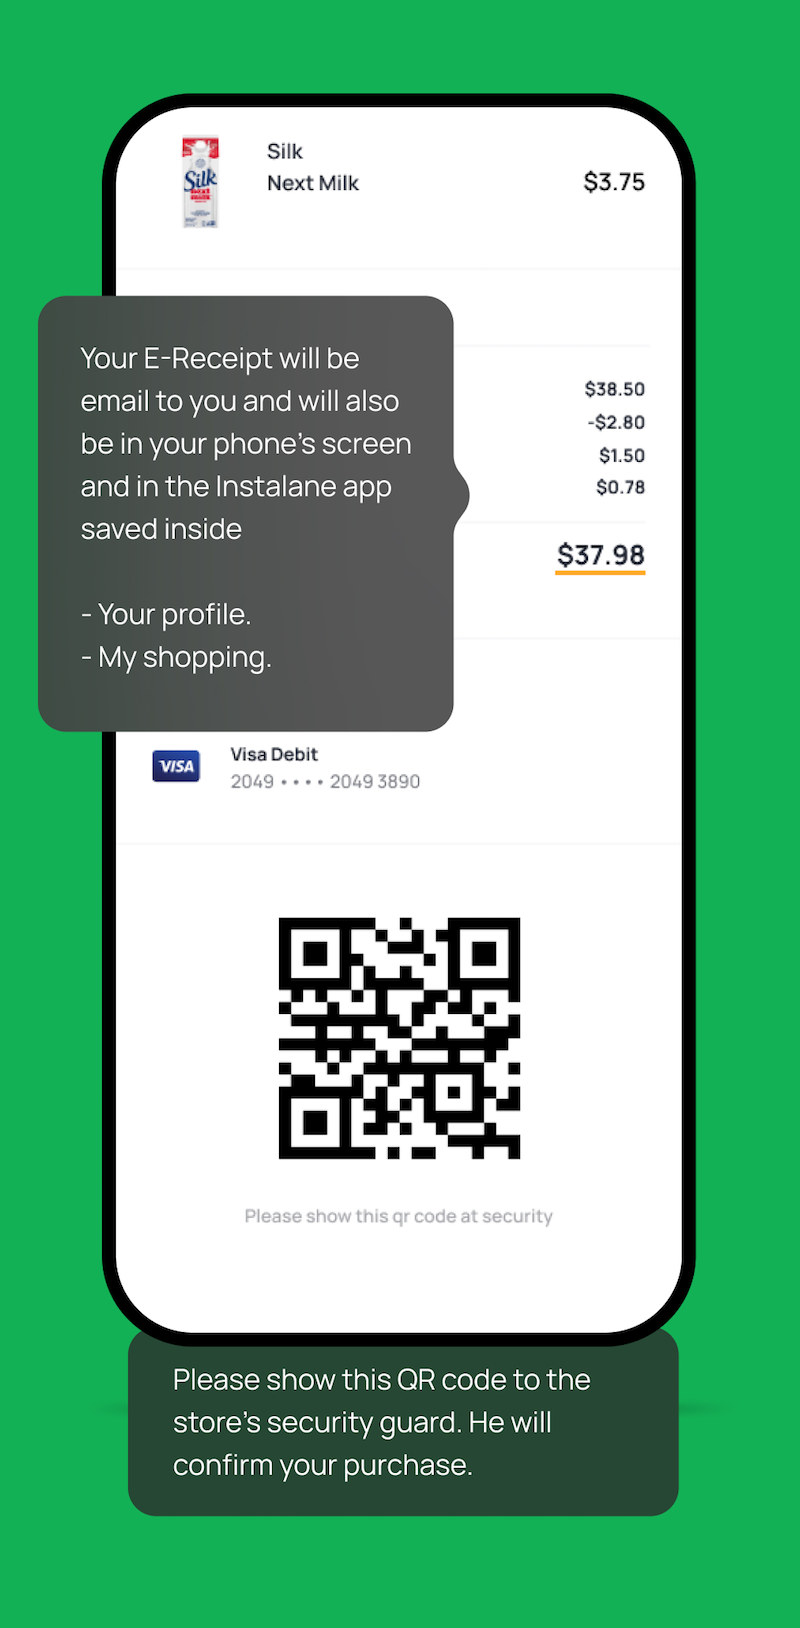 Silk
Silk
Next Milk
$3.75
Your E-Receipt will be
email to you and will also
be in your phone's screen
and in the Instalane app
saved inside
- Your profile.
- My shopping.
$38.50
-$2.80
$1.50
$0.78
$37.98
VISA
Visa Debit
2049 •••• 2049 3890
Please show this qr code at security
Please show this QR code to the
store's security guard. He will
confirm your purchase.